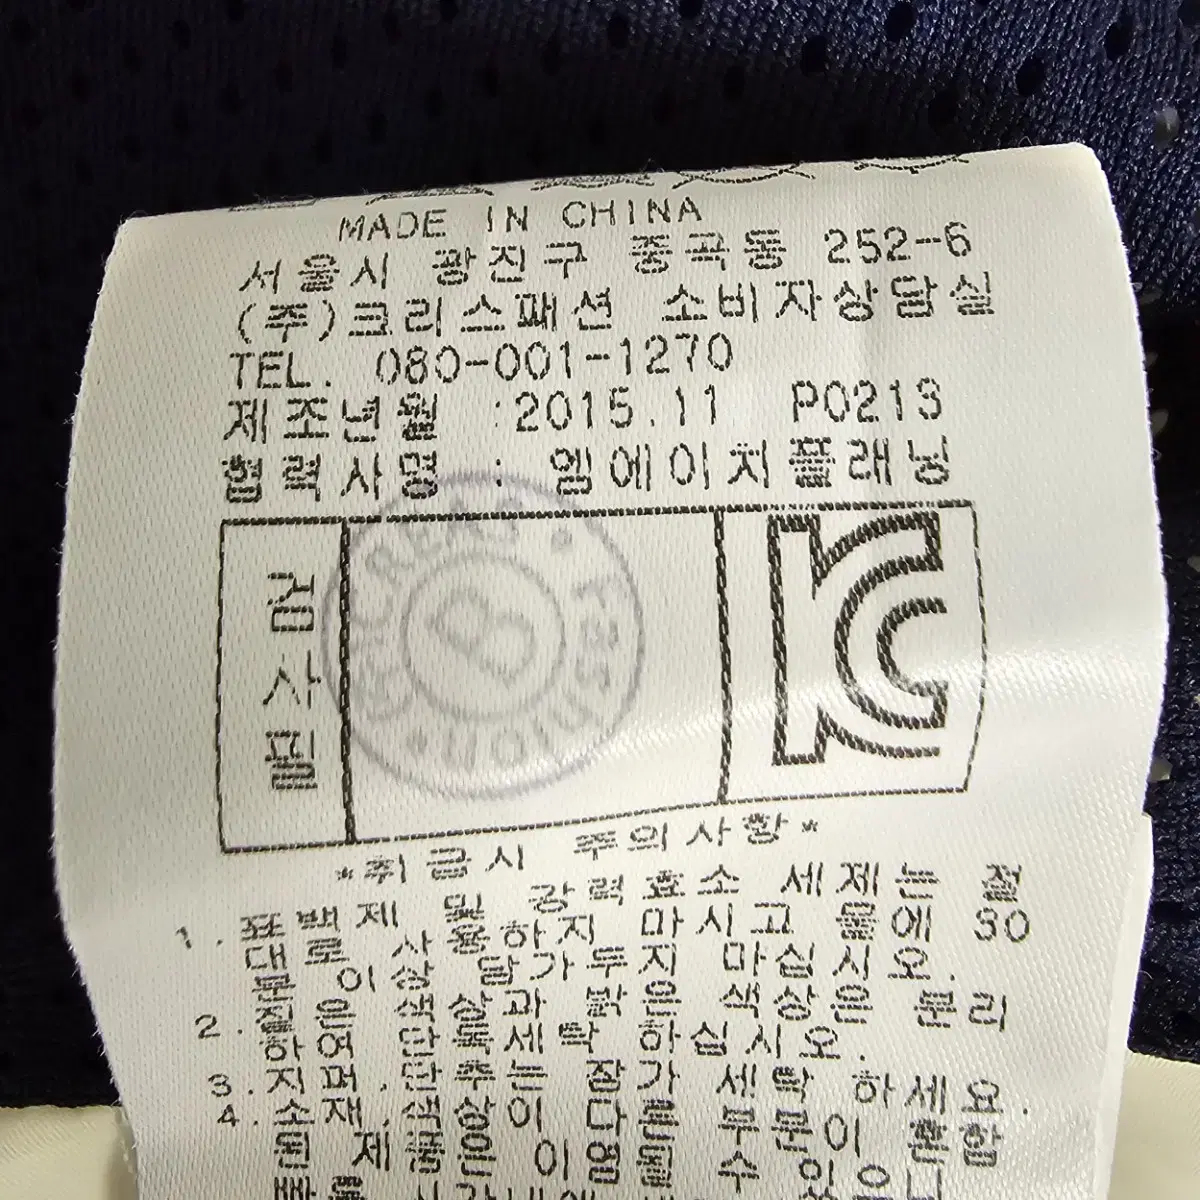 MADE IN CHINA
서울시 광진구 중곡동 252-6
(주)크리스패션 소비자상담실
TEL. 080-001-1270
제조년월 :2015.11 P0213
협력사명 : 엠에이치플래닝
검사필
B
KC
*취급시 주의사항*
1. 표백제 및 강력효소 세제는 절
대로 사용하지 마시고 물에 30
분 이상 담가두지 마십시오.
2. 짙은 색상과 밝은 색상은 분리
하여 단독세탁 하십시오.
3. 지퍼,단추는 잠가 세탁 하세요.
4. 소재,색상이 다른 부분이 혼합
된 제품은 이염될 수